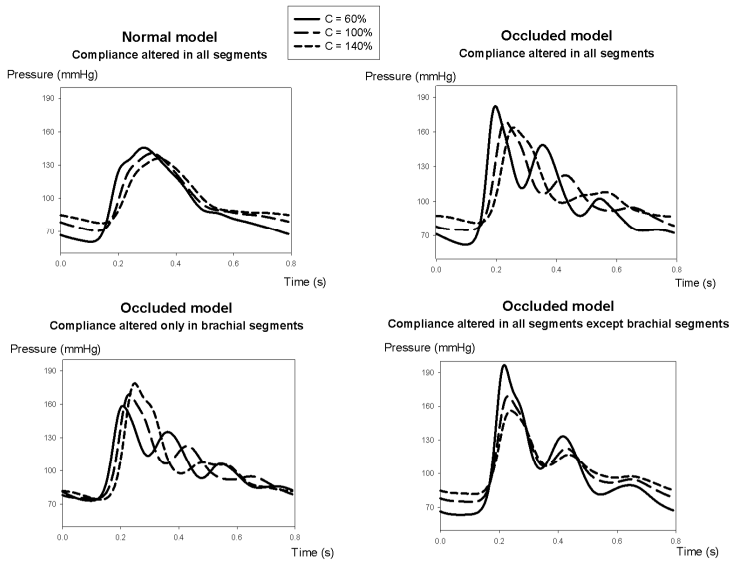 C = 60%
C = 100%
C = 140%
Normal model
Compliance altered in all segments
Pressure (mmHg)
190
160
130
100
70
0.0 0.2 0.4 0.6 0.8
Time (s)
Occluded model
Compliance altered in all segments
Pressure (mmHg)
190
160
130
100
70
0.0 0.2 0.4 0.6 0.8
Time (s)
Occluded model
Compliance altered only in brachial segments
Pressure (mmHg)
190
160
130
100
70
0.0 0.2 0.4 0.6 0.8
Time (s)
Occluded model
Compliance altered in all segments except brachial segments
Pressure (mmHg)
190
160
130
100
70
0.0 0.2 0.4 0.6 0.8
Time (s)